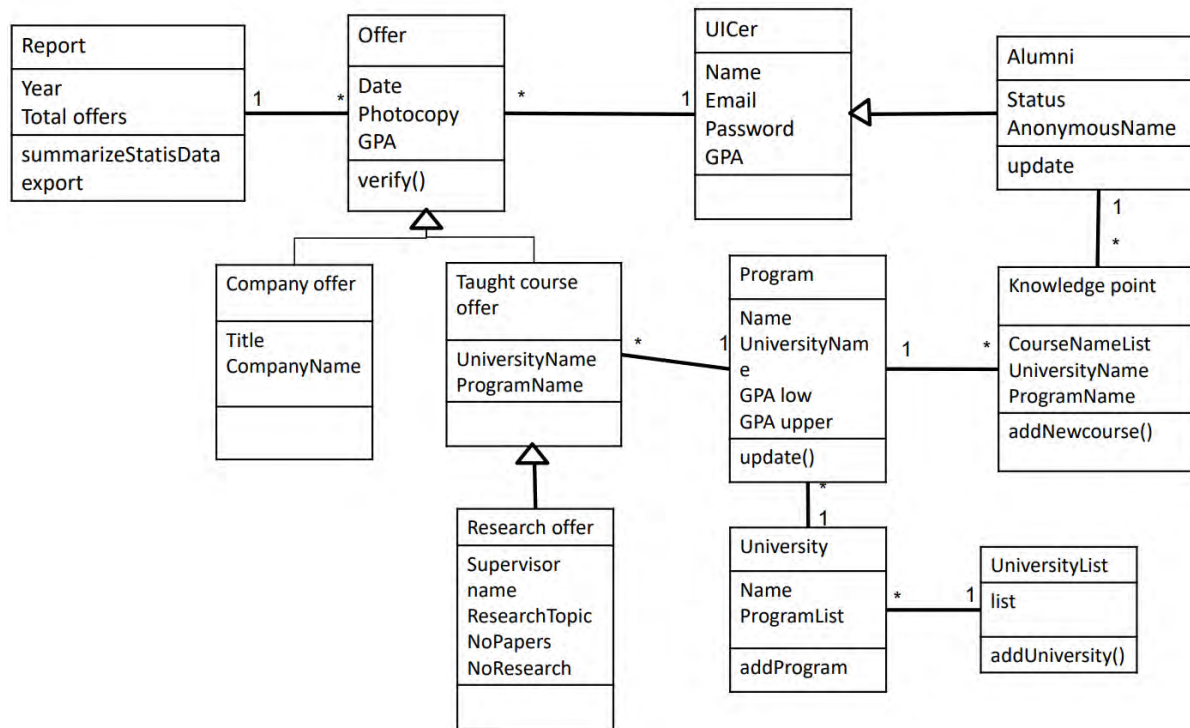 Report
Year
Total offers
summarizeStatisData
export
1
*
Offer
Date
Photocopy
GPA
verify()
*
1
UICer
Name
Email
Password
GPA
Alumni
Status
AnonymousName
update
1
*
Company offer
Title
CompanyName
Taught course
offer
UniversityName
ProgramName
*
1
Program
Name
UniversityNam
e
GPA low
GPA upper
update()
1
*
Knowledge point
CourseNameList
UniversityName
ProgramName
addNewcourse()
*
1
Research offer
Supervisor
name
ResearchTopic
NoPapers
NoResearch
University
Name
ProgramList
addProgram
*
1
UniversityList
list
addUniversity()